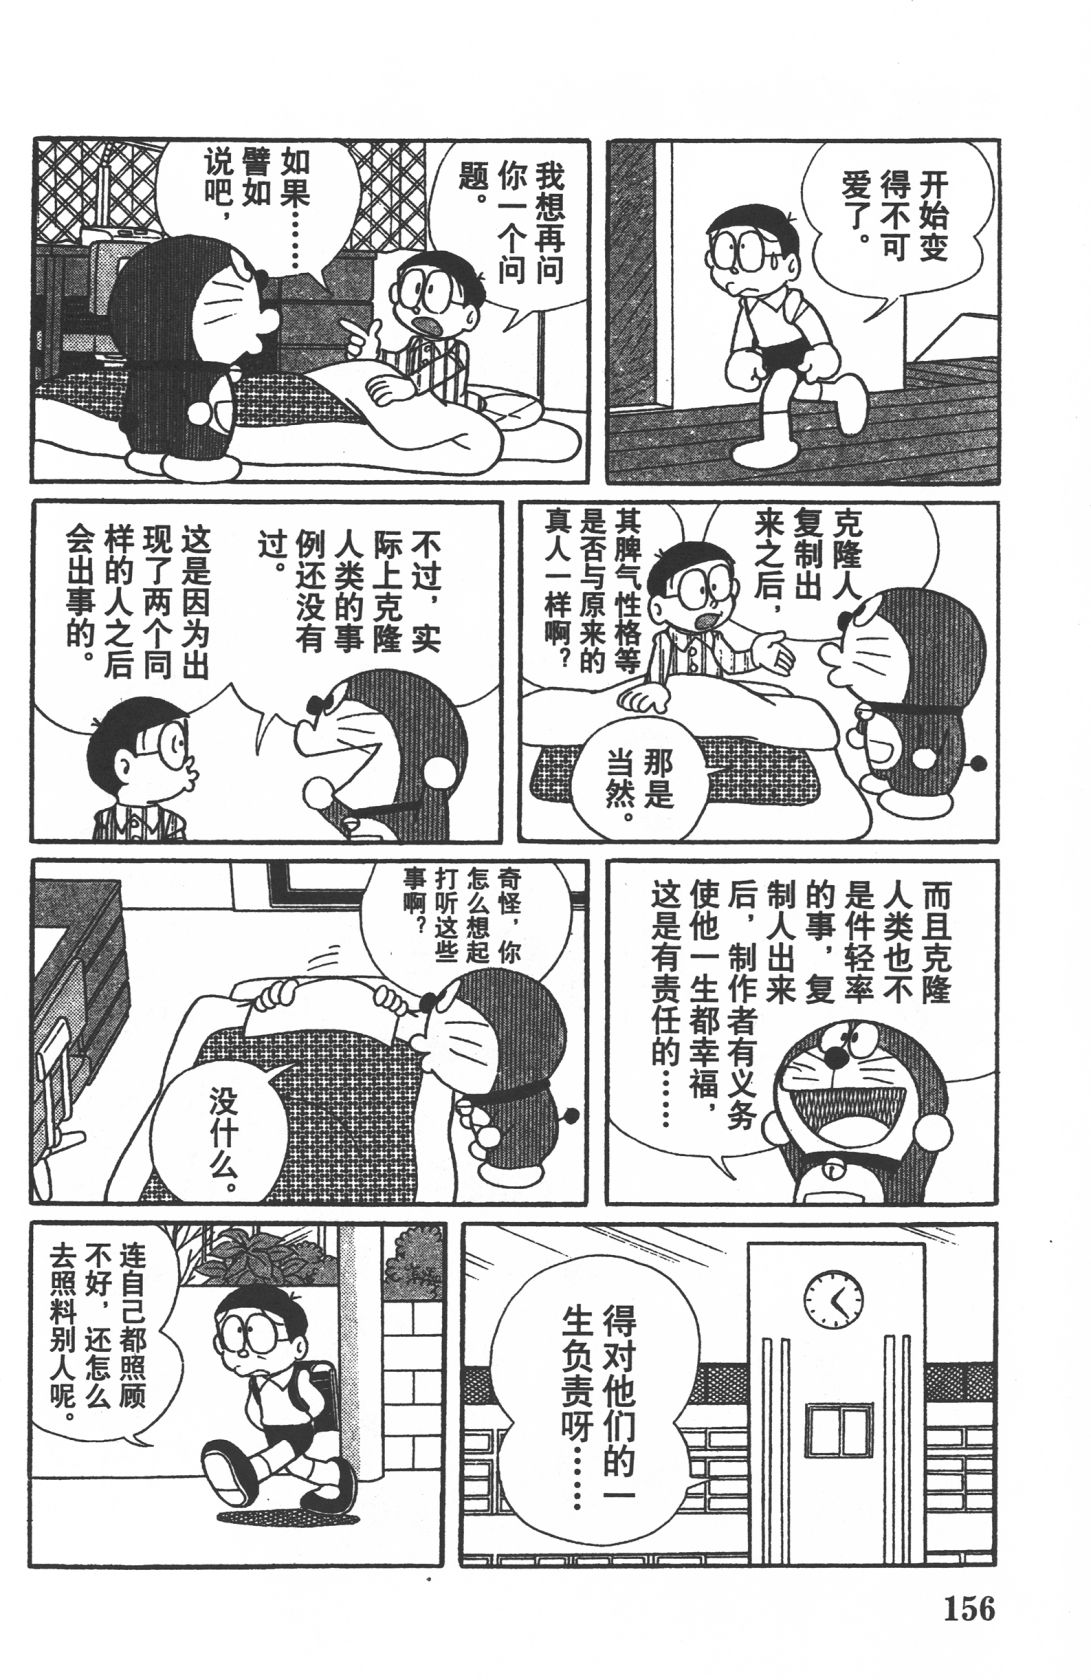 开始变
得不可
爱了。
我想再问
你一个问
题。
如果……
譬如
说吧，
克隆人
复制出
来之后，
其脾气性格等
是否与原来的
真人一样啊？
那是
当然。
不过，实
际上克隆
人类的事
例还没有
过。
这是因为出
现了两个同
样的人之后
会出事的。
而且克隆
人类也不
是件轻率
的事，复
制人出来
后，制作者有义务
使他一生都幸福，
这是有责任的……
奇怪，你
怎么想起
打听这些
事啊？
没什么。
得对他们的一
生负责呀……
连自己都照顾
不好，还怎么
去照料别人呢。
156